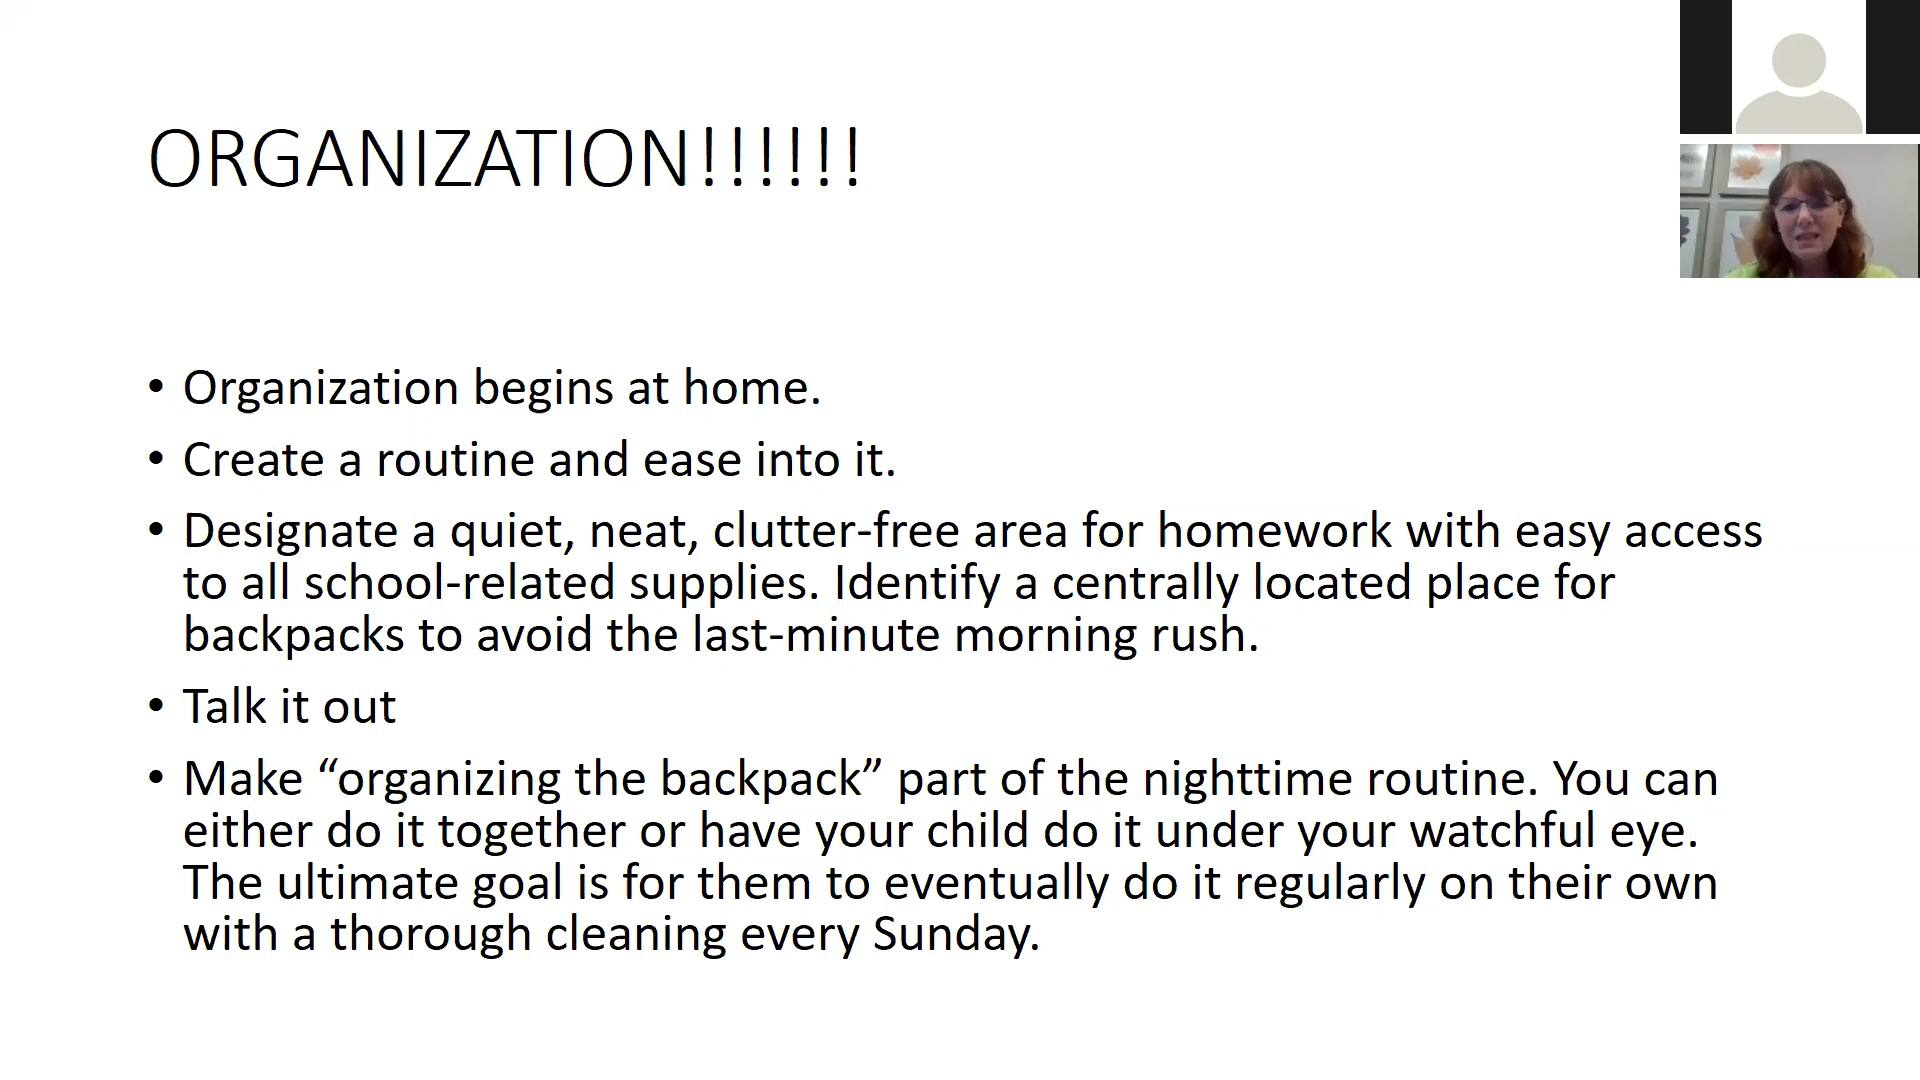 ORGANIZATION!!!!!!
• Organization begins at home.
• Create a routine and ease into it.
• Designate a quiet, neat, clutter-free area for homework with easy access
to all school-related supplies. Identify a centrally located place for
backpacks to avoid the last-minute morning rush.
• Talk it out
• Make “organizing the backpack” part of the nighttime routine. You can
either do it together or have your child do it under your watchful eye.
The ultimate goal is for them to eventually do it regularly on their own
with a thorough cleaning every Sunday.